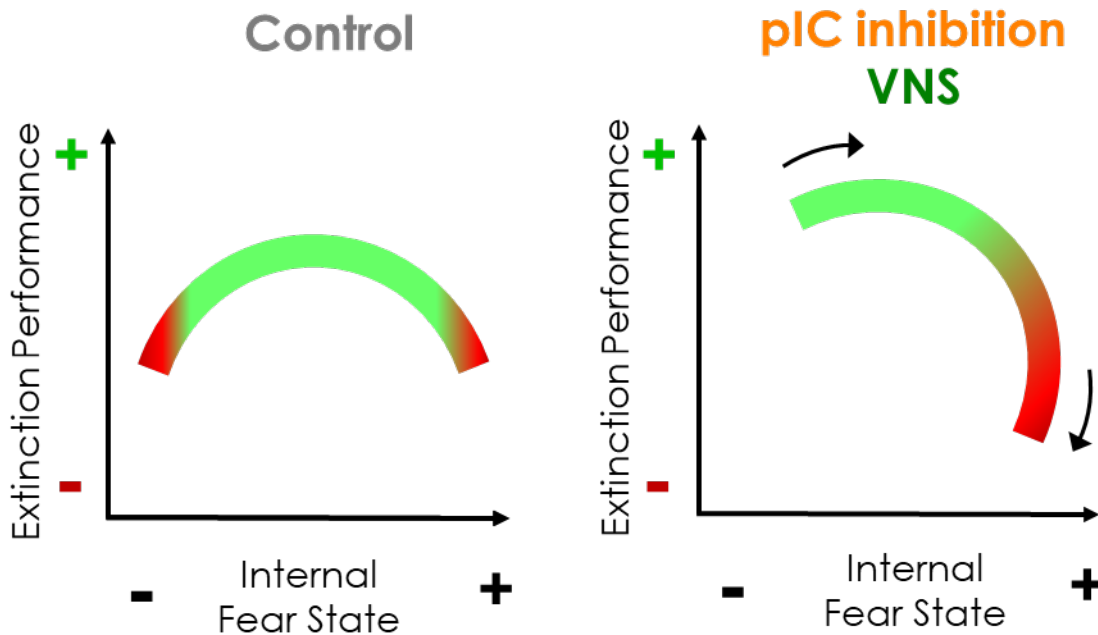 Control
+
Extinction Performance
-
-
Internal
Fear State
+
pIC inhibition
VNS
+
Extinction Performance
-
-
Internal
Fear State
+